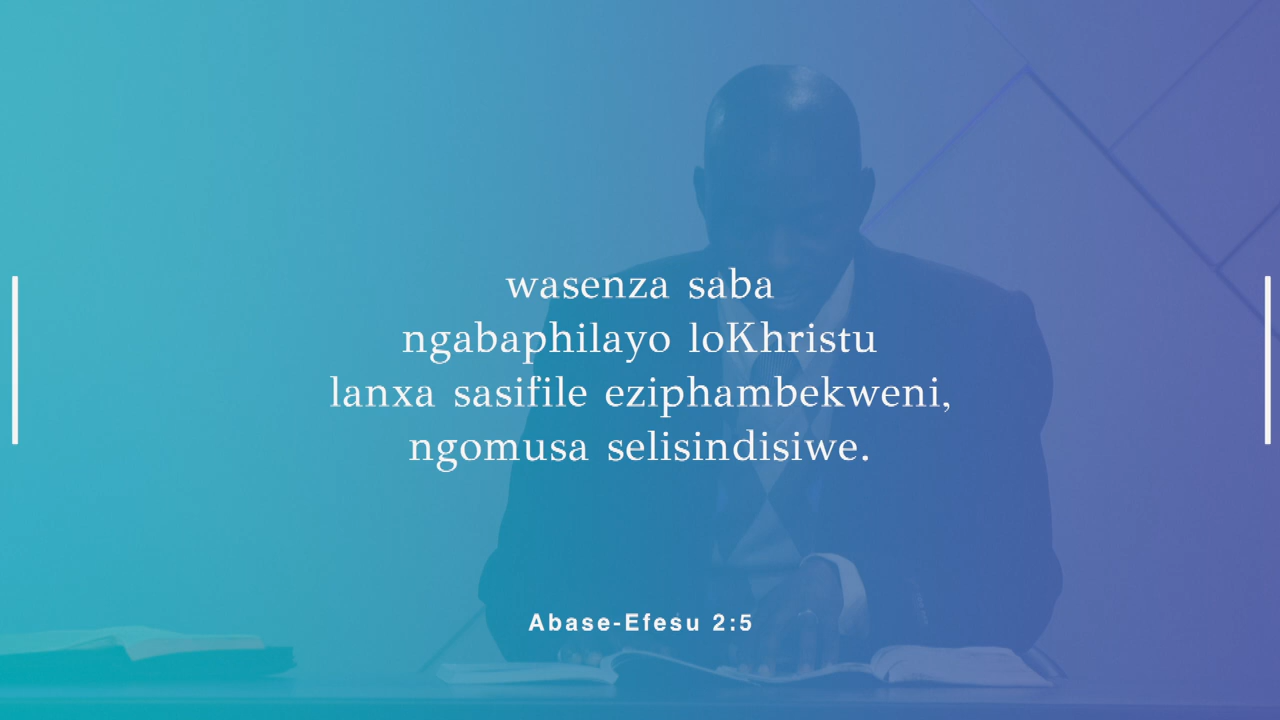 wasenza saba
ngabaphilayo loKhristu
lanxa sasifile eziphambekweni,
ngomusa selisindisiwe.
Abase-Efesu 2:5